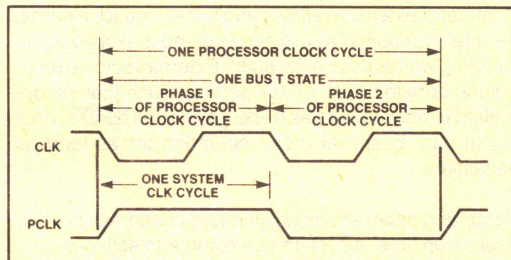 ONE PROCESSOR CLOCK CYCLE
ONE BUS T STATE
PHASE 1
OF PROCESSOR
CLOCK CYCLE
PHASE 2
OF PROCESSOR
CLOCK CYCLE
CLK
ONE SYSTEM
CLK CYCLE
PCLK